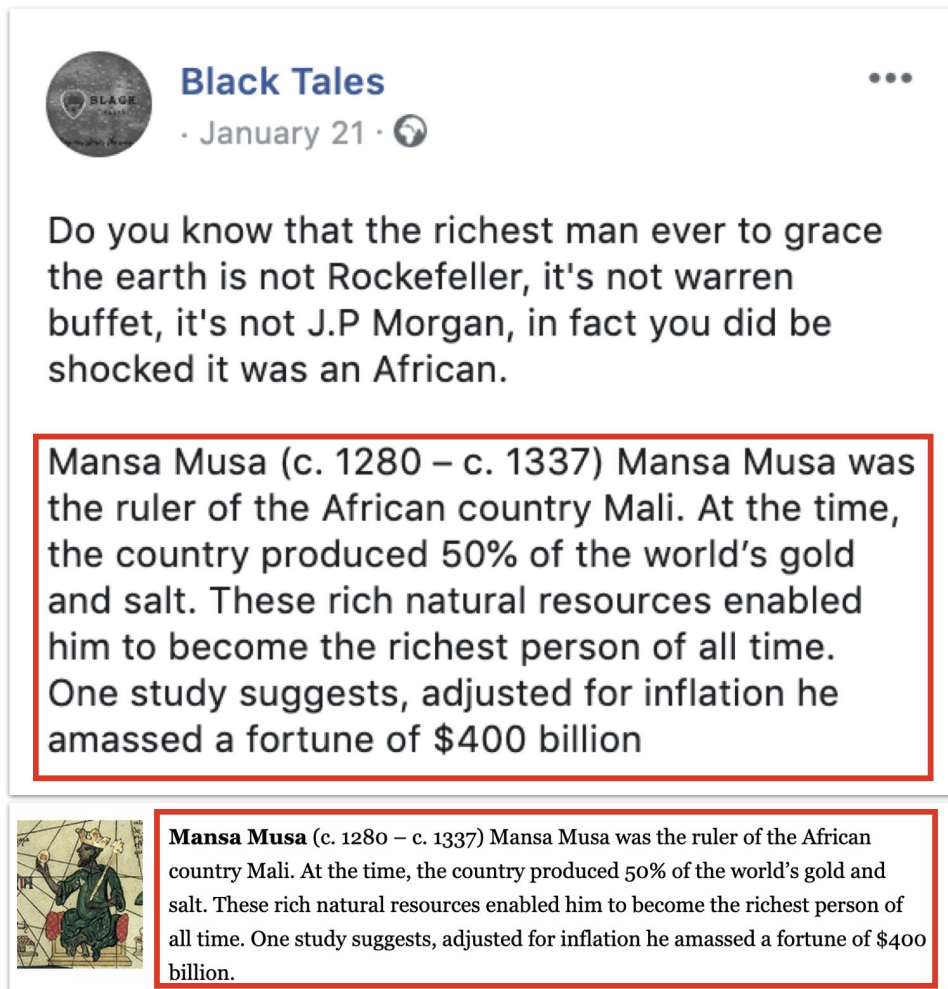 BLACK
Black Tales
· January 21 ·
Do you know that the richest man ever to grace
the earth is not Rockefeller, it's not warren
buffet, it's not J.P Morgan, in fact you did be
shocked it was an African.
Mansa Musa (c. 1280 – c. 1337) Mansa Musa was
the ruler of the African country Mali. At the time,
the country produced 50% of the world’s gold
and salt. These rich natural resources enabled
him to become the richest person of all time.
One study suggests, adjusted for inflation he
amassed a fortune of $400 billion
Mansa Musa (c. 1280 – c. 1337) Mansa Musa was the ruler of the African
country Mali. At the time, the country produced 50% of the world’s gold and
salt. These rich natural resources enabled him to become the richest person of
all time. One study suggests, adjusted for inflation he amassed a fortune of $400
billion.